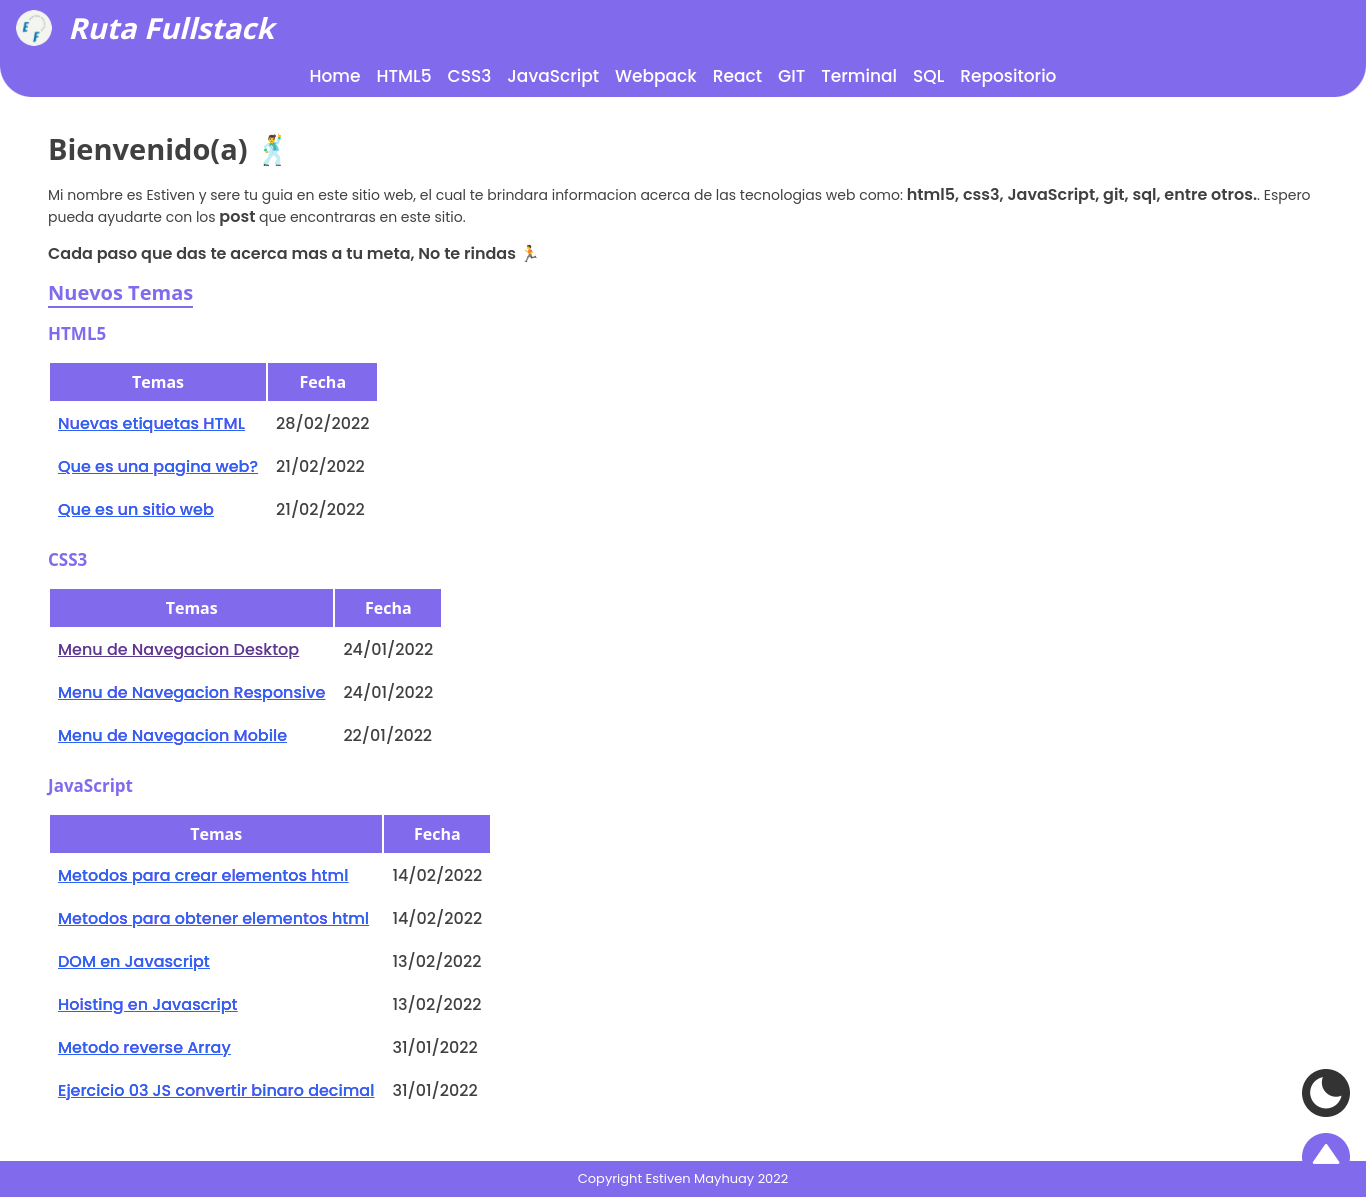 EFF
Ruta Fullstack
Home HTML5 CSS3 JavaScript Webpack React GIT Terminal SQL Repositorio
Bienvenido(a) 🕺
Mi nombre es Estiven y sere tu guia en este sitio web, el cual te brindara informacion acerca de las tecnologias web como: html5, css3, JavaScript, git, sql, entre otros.. Espero
pueda ayudarte con los post que encontraras en este sitio.
Cada paso que das te acerca mas a tu meta, No te rindas 🏃
Nuevos Temas
HTML5
Temas Fecha
Nuevas etiquetas HTML 28/02/2022
Que es una pagina web? 21/02/2022
Que es un sitio web 21/02/2022
CSS3
Temas Fecha
Menu de Navegacion Desktop 24/01/2022
Menu de Navegacion Responsive 24/01/2022
Menu de Navegacion Mobile 22/01/2022
JavaScript
Temas Fecha
Metodos para crear elementos html 14/02/2022
Metodos para obtener elementos html 14/02/2022
DOM en Javascript 13/02/2022
Hoisting en Javascript 13/02/2022
Metodo reverse Array 31/01/2022
Ejercicio 03 JS convertir binaro decimal 31/01/2022
Copyright Estiven Mayhuay 2022